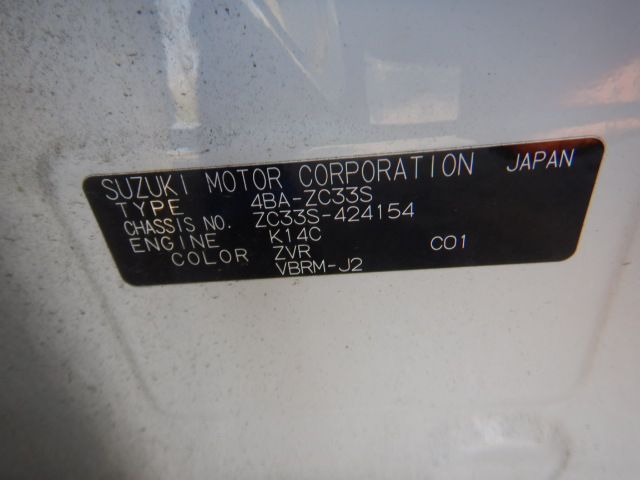 SUZUKI MOTOR CORPORATION JAPAN
TYPE 4BA-ZC33S
CHASSIS NO. ZC33S-424154
ENGINE K14C
COLOR ZVR C01
VBRM-J2